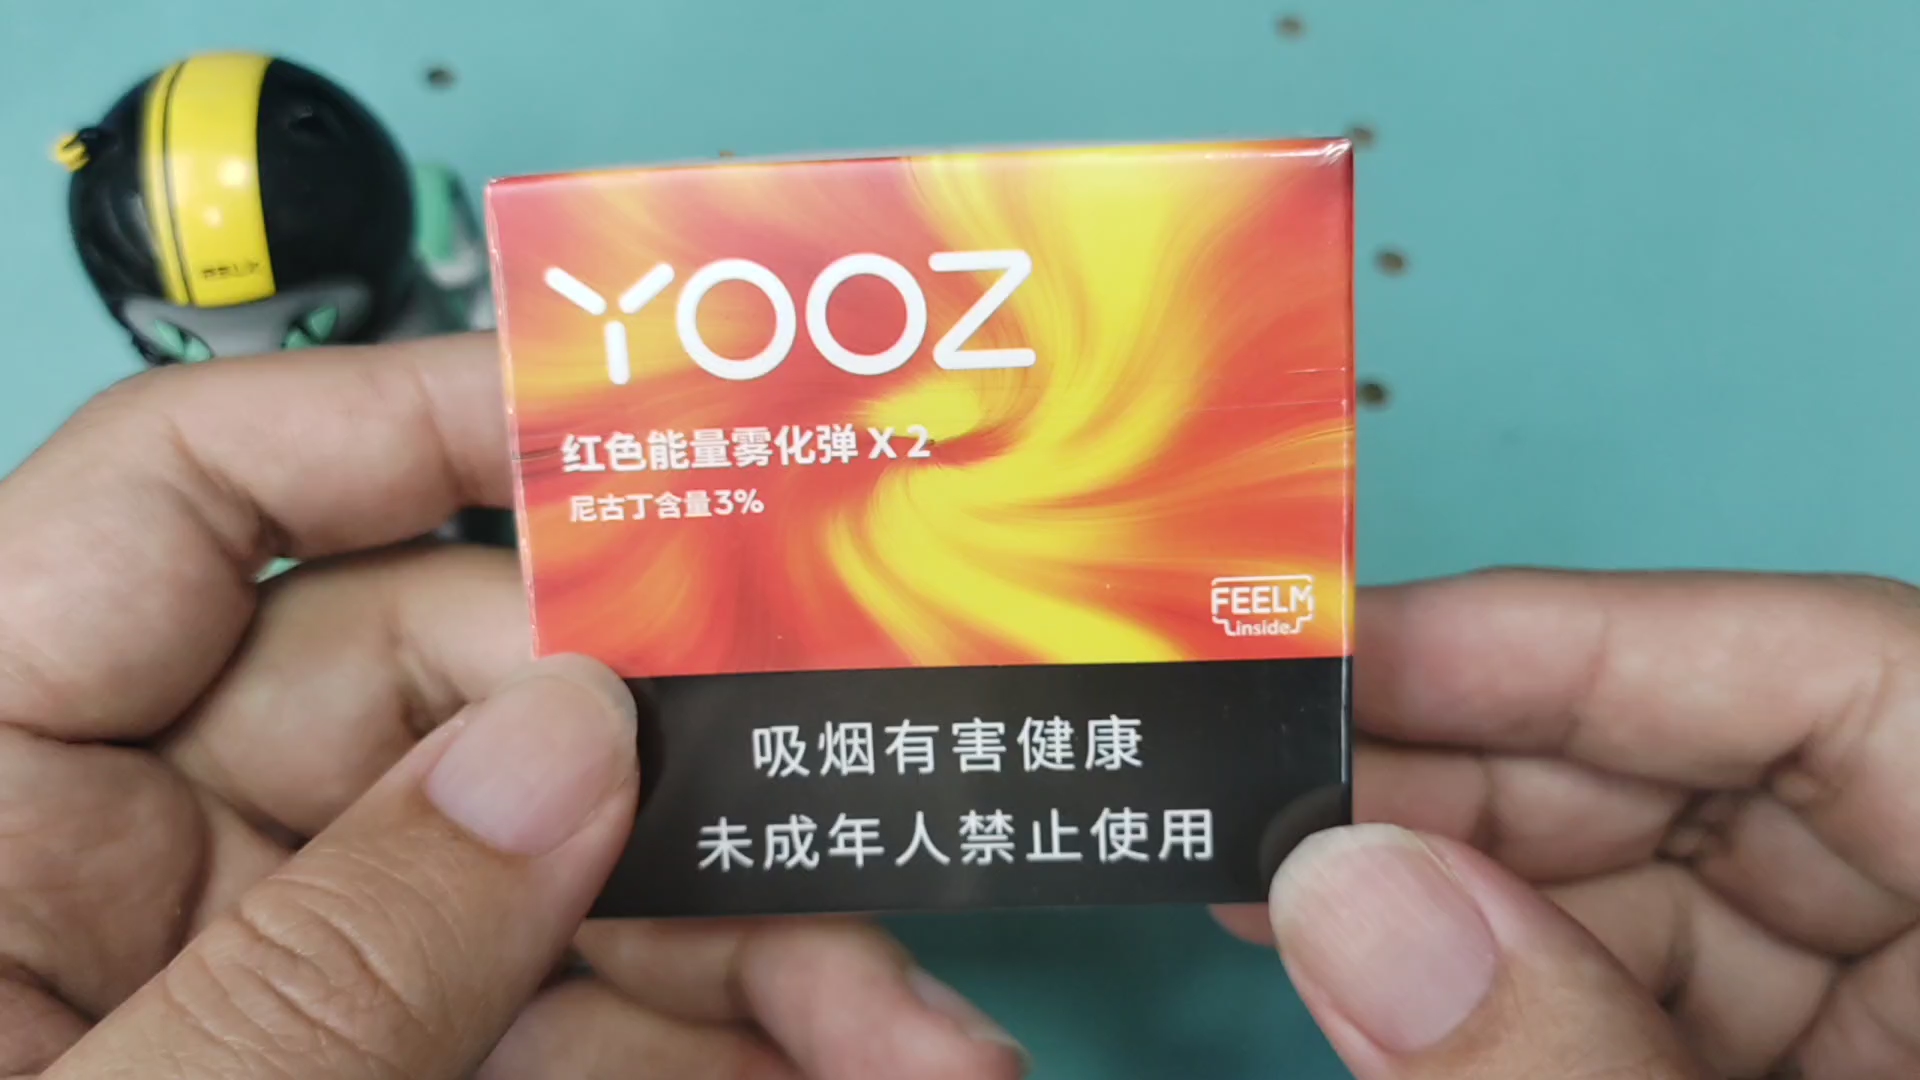 YOOZ
红色能量雾化弹 X 2
尼古丁含量3%
FEELM
inside
吸烟有害健康
未成年人禁止使用